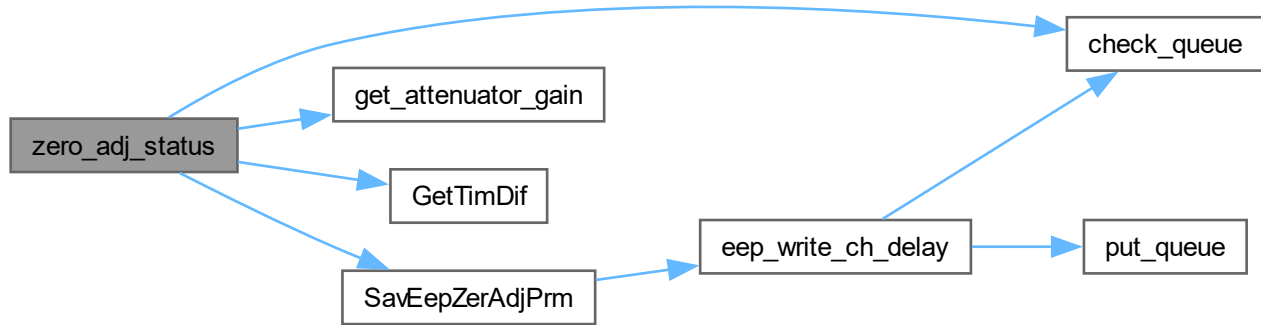 zero_adj_status
check_queue
get_attenuator_gain
GetTimDif
SavEepZerAdjPrm
eep_write_ch_delay
put_queue